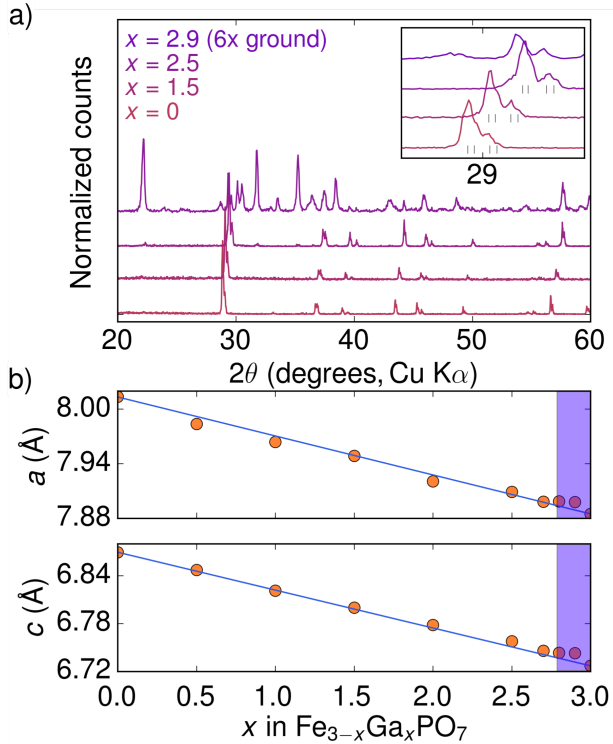 a)
x = 2.9 (6x ground)
x = 2.5
x = 1.5
x = 0
29
Normalized counts
20 30 40 50 60
2θ (degrees, Cu Kα)
b)
8.00
7.94
7.88
a (Å)
6.84
6.78
6.72
c (Å)
0.0 0.5 1.0 1.5 2.0 2.5 3.0
x in Fe₃₋ₓGaₓPO₇